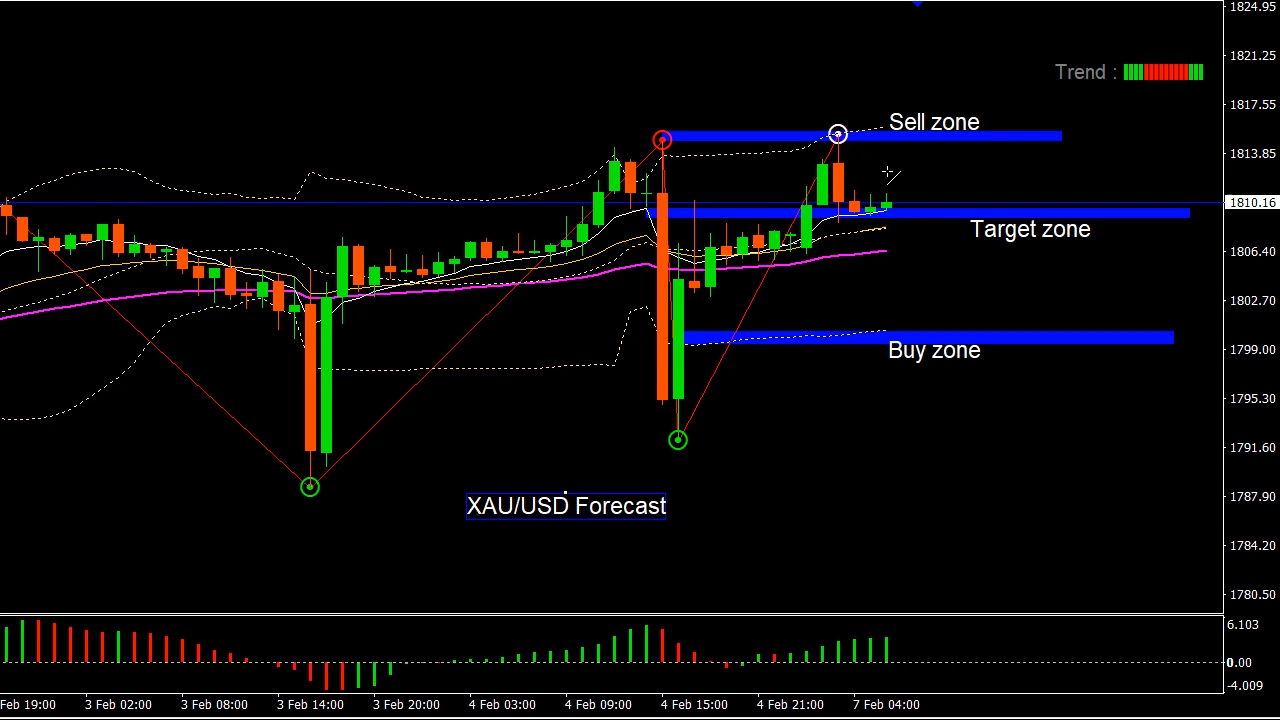 1824.95
1821.25
Trend :
1817.55
Sell zone
1813.85
1810.16
Target zone
1806.40
1802.70
1799.00
Buy zone
1795.30
1791.60
1787.90
XAU/USD Forecast
1784.20
1780.50
6.103
0.00
-4.009
Feb 19:00
3 Feb 02:00
3 Feb 08:00
3 Feb 14:00
3 Feb 20:00
4 Feb 03:00
4 Feb 09:00
4 Feb 15:00
4 Feb 21:00
7 Feb 04:00